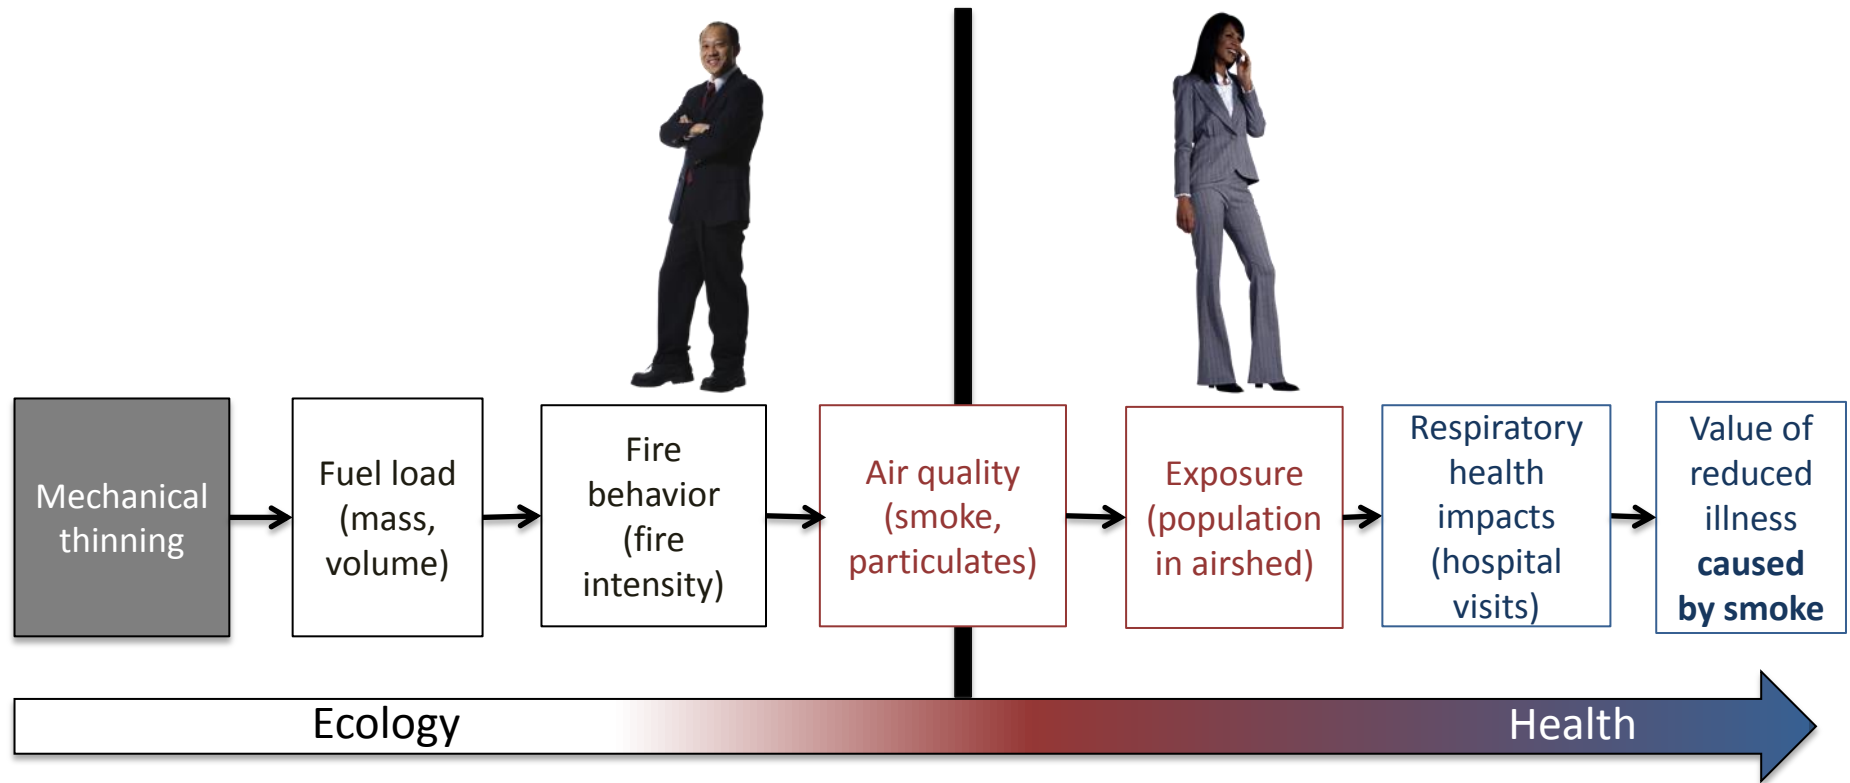 Mechanical
thinning
Fuel load
(mass,
volume)
Fire
behavior
(fire
intensity)
Air quality
(smoke,
particulates)
Exposure
(population
in airshed)
Respiratory
health
impacts
(hospital
visits)
Value of
reduced
illness
caused
by smoke
Ecology
Health